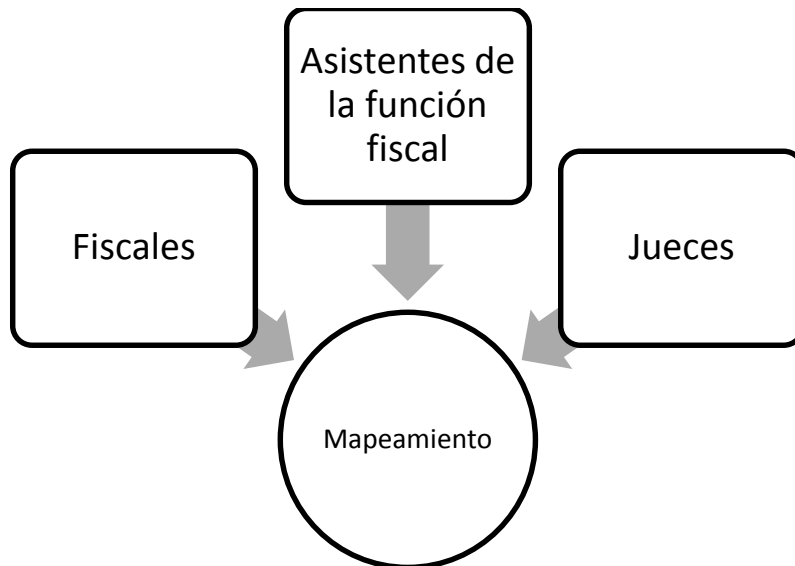 Asistentes de
la función
fiscal
Fiscales
Jueces
Mapeamiento